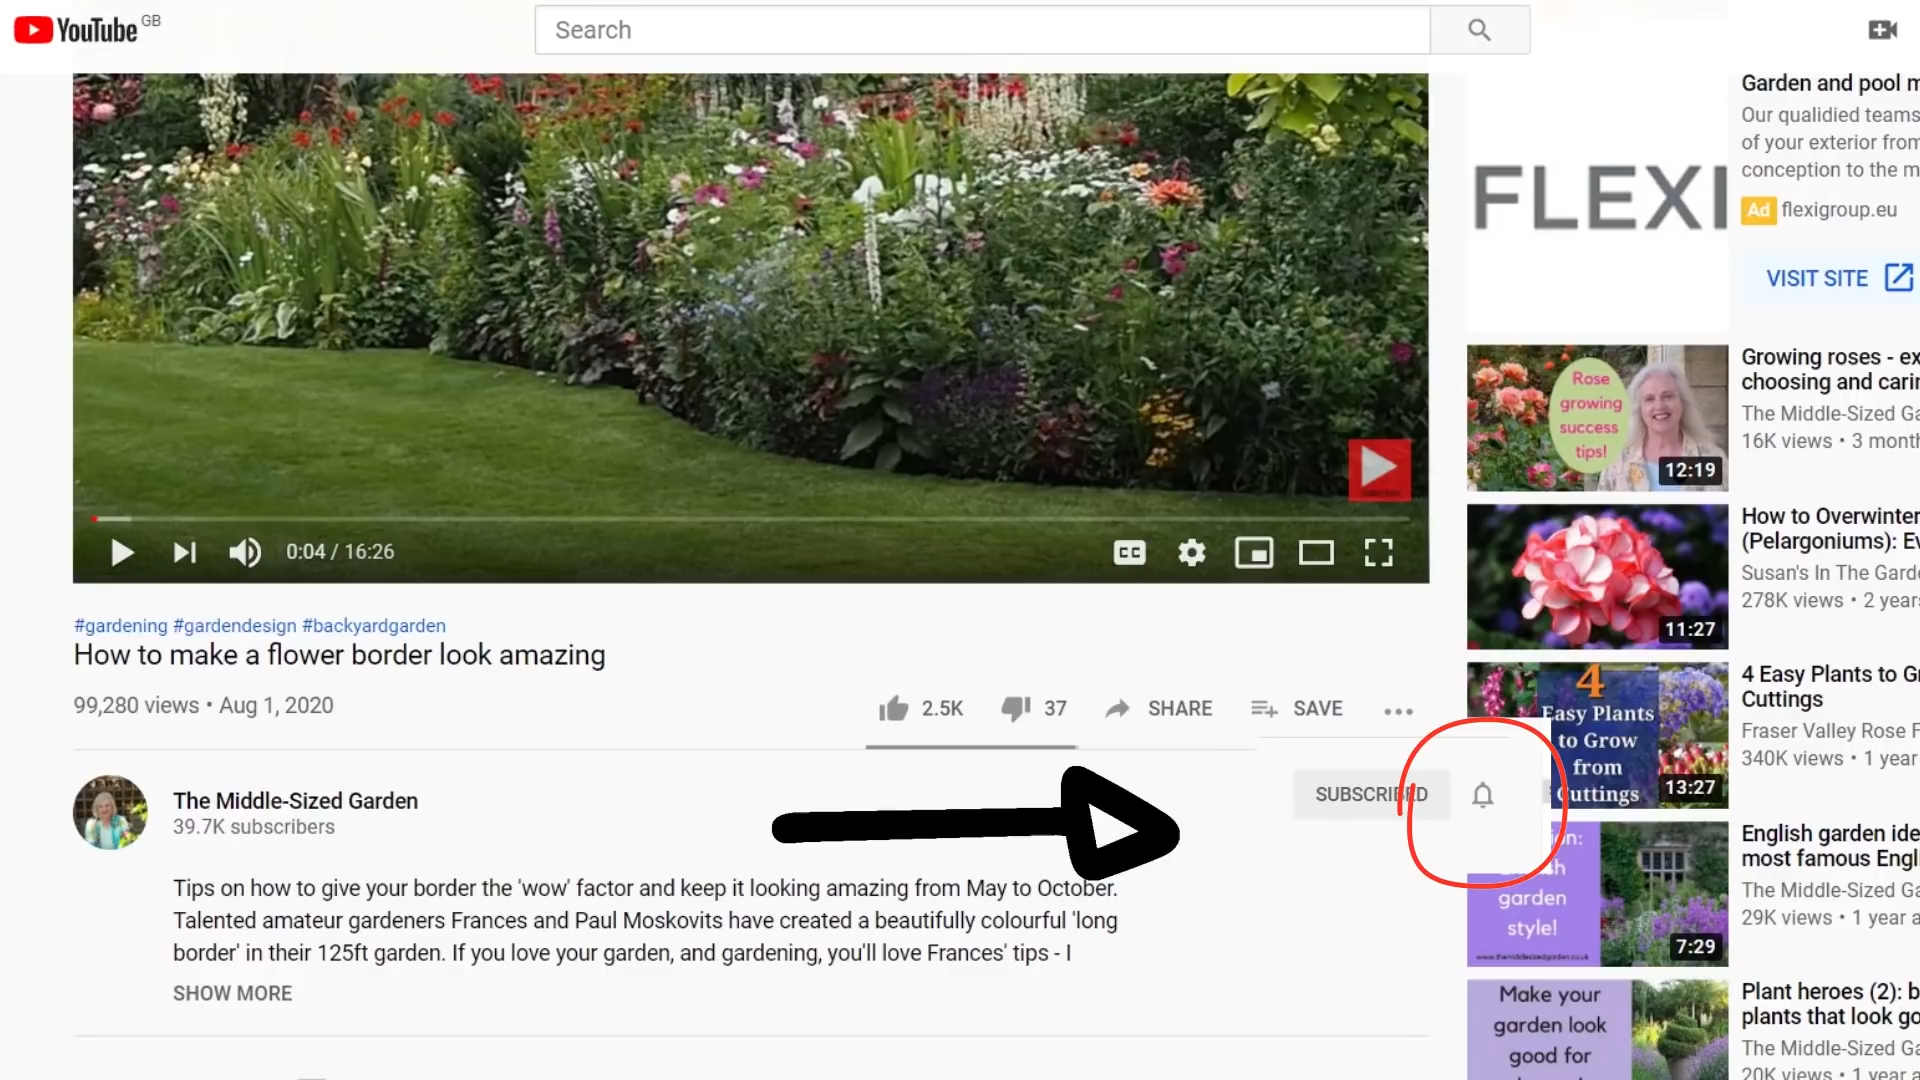 YouTube GB
Search
0:04 / 16:26
CC
#gardening #gardendesign #backyardgarden
How to make a flower border look amazing
99,280 views • Aug 1, 2020
2.5K
37
SHARE
SAVE
The Middle-Sized Garden
39.7K subscribers
SUBSCRIBED
Tips on how to give your border the 'wow' factor and keep it looking amazing from May to October.
Talented amateur gardeners Frances and Paul Moskovits have created a beautifully colourful 'long
border' in their 125ft garden. If you love your garden, and gardening, you'll love Frances' tips - I
SHOW MORE
FLEXI
Garden and pool m
Our qualidied teams
of your exterior from
conception to the m
Ad flexigroup.eu
VISIT SITE
Rose
growing
success
tips!
12:19
Growing roses - ex
choosing and carin
The Middle-Sized Ga
16K views • 3 month
11:27
How to Overwinter
(Pelargoniums): Ev
Susan's In The Garde
278K views • 2 years
4
Easy Plants
to Grow
from
Cuttings
13:27
4 Easy Plants to Gr
Cuttings
Fraser Valley Rose F
340K views • 1 year
garden
style!
www.themiddlesizedgarden.co.uk
7:29
English garden ide
most famous Engl
The Middle-Sized Ga
29K views • 1 year a
Make your
garden look
good for
Plant heroes (2): b
plants that look go
The Middle-Sized Ga
20K views • 1 year a